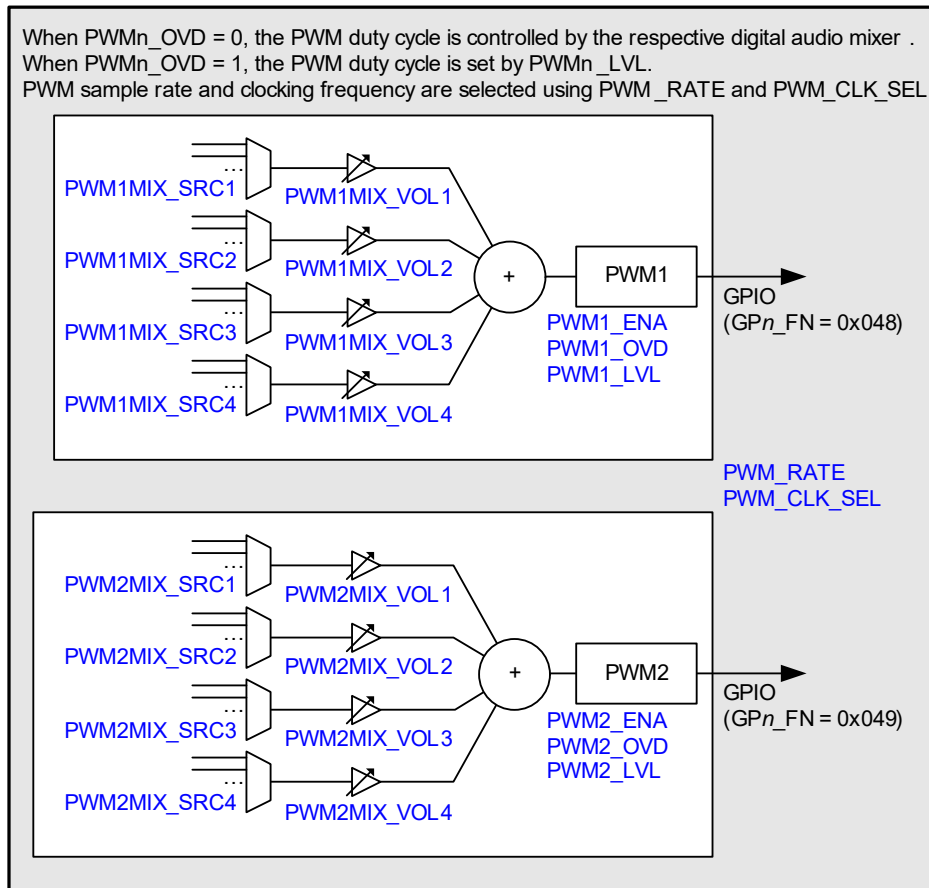 When PWMn_OVD = 0, the PWM duty cycle is controlled by the respective digital audio mixer .
When PWMn_OVD = 1, the PWM duty cycle is set by PWMn _LVL.
PWM sample rate and clocking frequency are selected using PWM _RATE and PWM_CLK_SEL
...
PWM1MIX_SRC1
PWM1MIX_VOL1
...
PWM1MIX_SRC2
PWM1MIX_VOL2
...
PWM1MIX_SRC3
PWM1MIX_VOL3
...
PWM1MIX_SRC4
PWM1MIX_VOL4
+
PWM1
PWM1_ENA
PWM1_OVD
PWM1_LVL
GPIO
(GPn_FN = 0x048)
PWM_RATE
PWM_CLK_SEL
...
PWM2MIX_SRC1
PWM2MIX_VOL1
...
PWM2MIX_SRC2
PWM2MIX_VOL2
...
PWM2MIX_SRC3
PWM2MIX_VOL3
...
PWM2MIX_SRC4
PWM2MIX_VOL4
+
PWM2
PWM2_ENA
PWM2_OVD
PWM2_LVL
GPIO
(GPn_FN = 0x049)